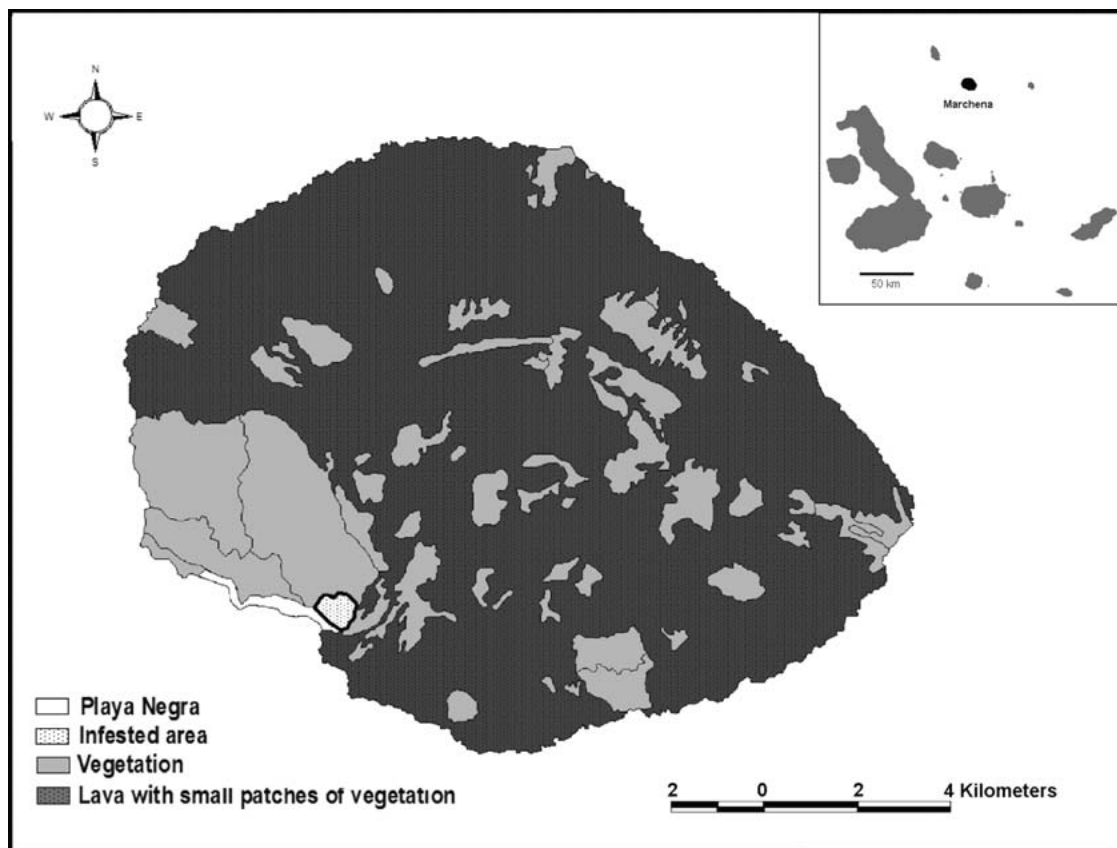 N
W E
S
Marchena
50 km
Playa Negra
Infested area
Vegetation
Lava with small patches of vegetation
2 0 2 4 Kilometers